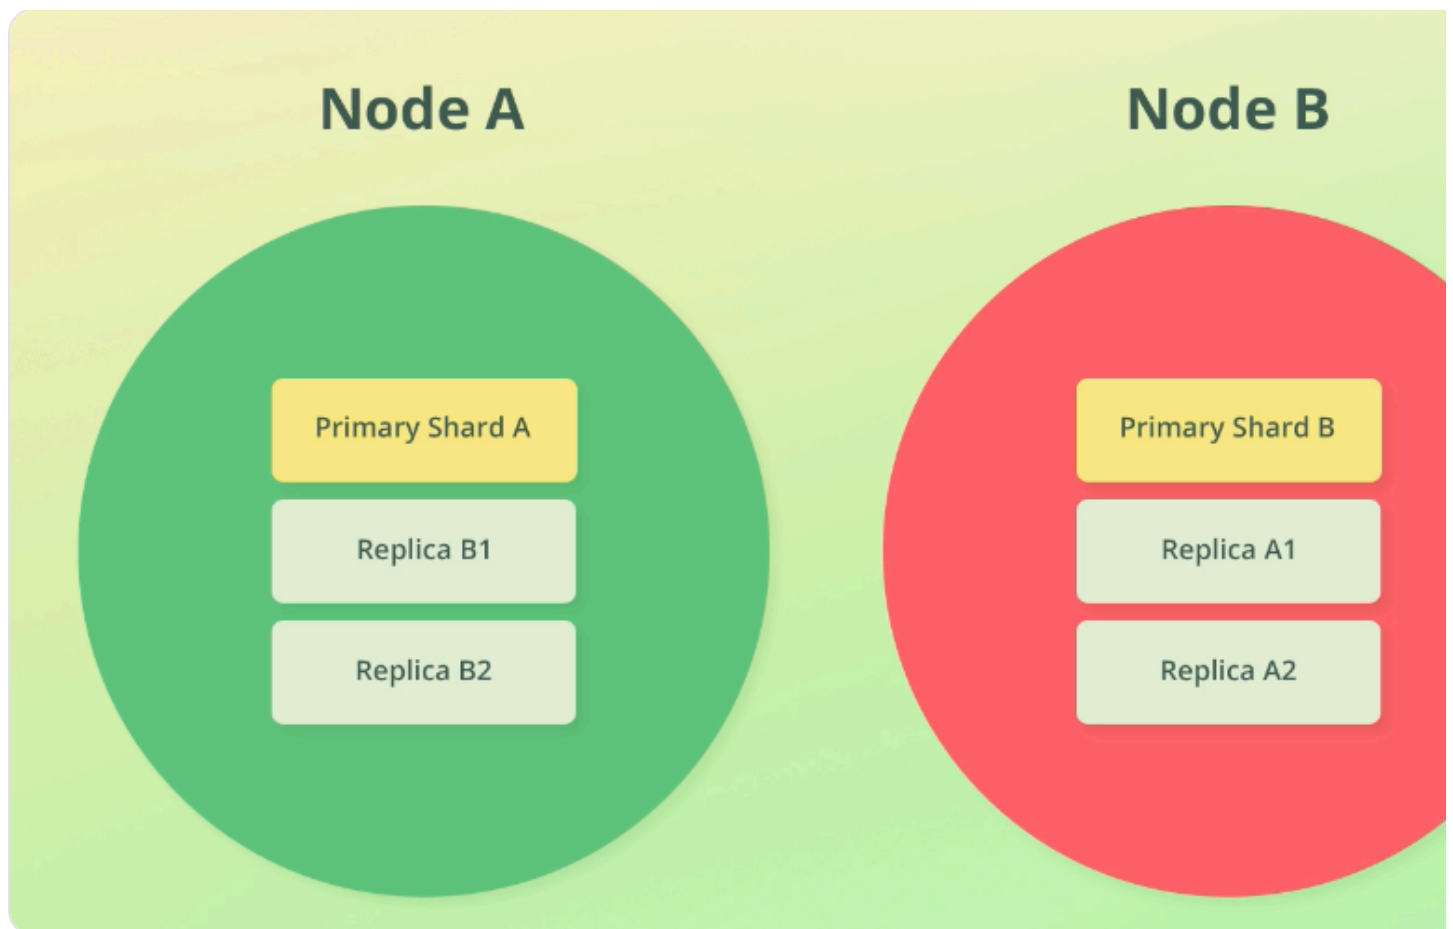 Node A
Node B
Primary Shard A
Replica B1
Replica B2
Primary Shard B
Replica A1
Replica A2